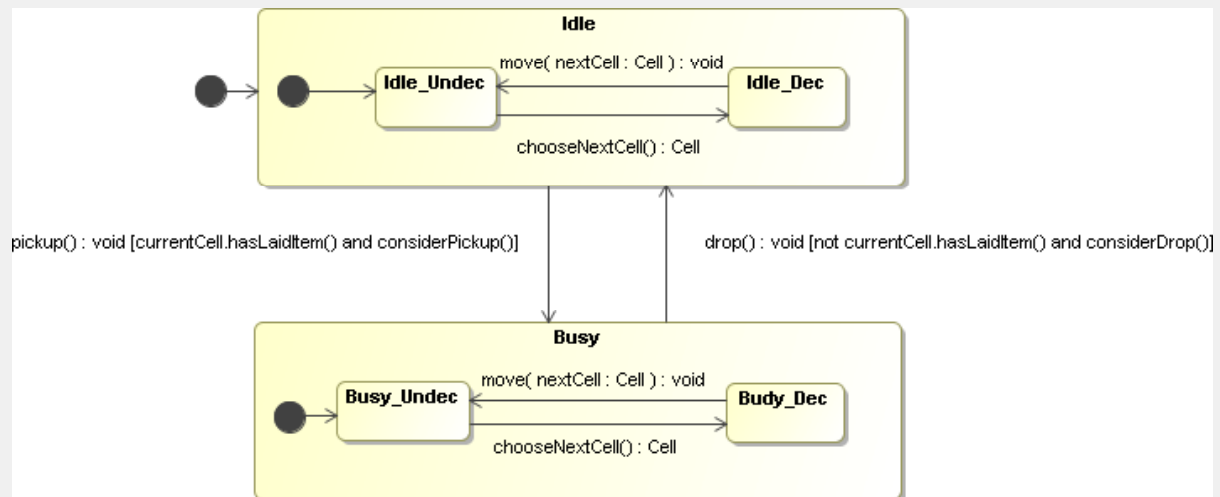 Idle
move( nextCell : Cell ) : void
Idle_Undec
Idle_Dec
chooseNextCell() : Cell
pickup() : void [currentCell.hasLaidItem() and considerPickup()]
drop() : void [not currentCell.hasLaidItem() and considerDrop()]
Busy
move( nextCell : Cell ) : void
Busy_Undec
Budy_Dec
chooseNextCell() : Cell